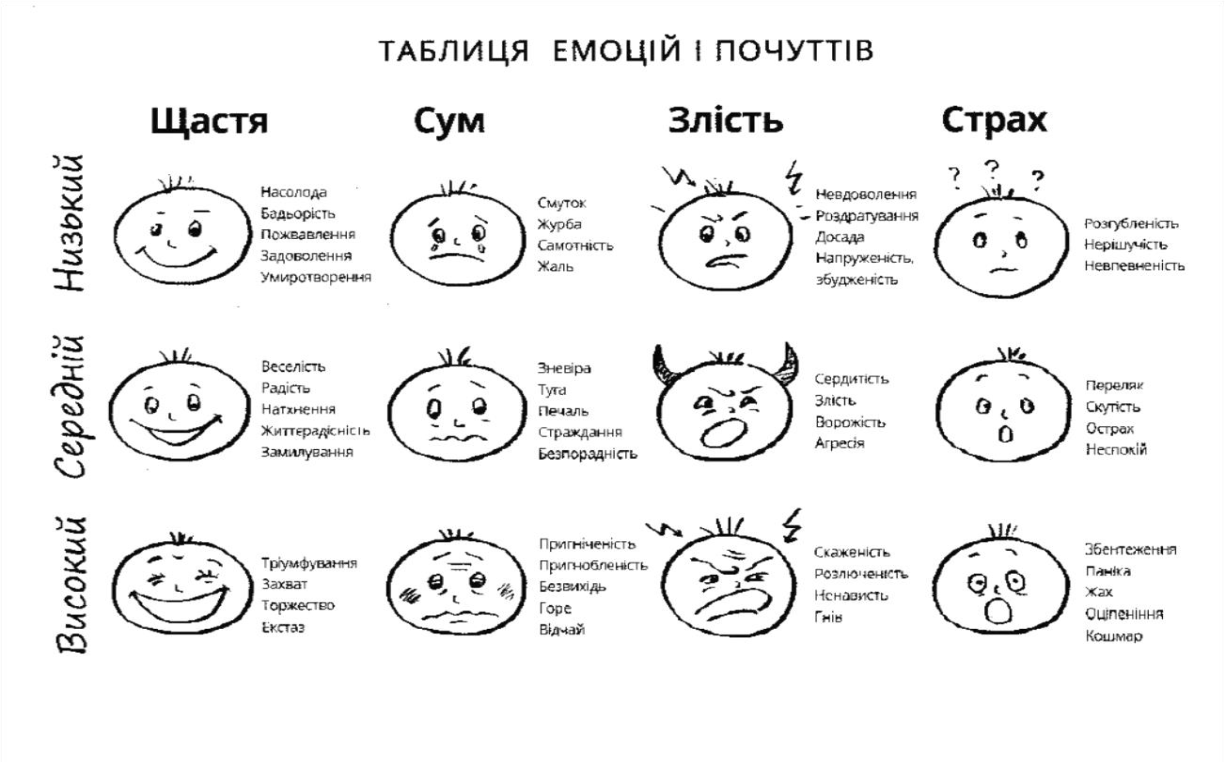 ТАБЛИЦЯ ЕМОЦІЙ І ПОЧУТТІВ
Щастя
Сум
Злість
Страх
Низький
Насолода
Бадьорість
Пожвавлення
Задоволення
Умиротворення
Смуток
Журба
Самотність
Жаль
Невдоволення
Роздратування
Досада
Напруженість,
збудженість
? ? ?
Розгубленість
Нерішучість
Невпевненість
Середній
Веселість
Радість
Натхнення
Життєрадісність
Замилування
Зневіра
Туга
Печаль
Страждання
Безпорадність
Сердитість
Злість
Ворожість
Агресія
Переляк
Скутість
Острах
Неспокій
Високий
Тріумфування
Захват
Торжество
Екстаз
Пригніченість
Пригнобленість
Безвихідь
Горе
Відчай
Скаженість
Розлюченість
Ненависть
Гнів
Збентеження
Паніка
Жах
Оціпеніння
Кошмар